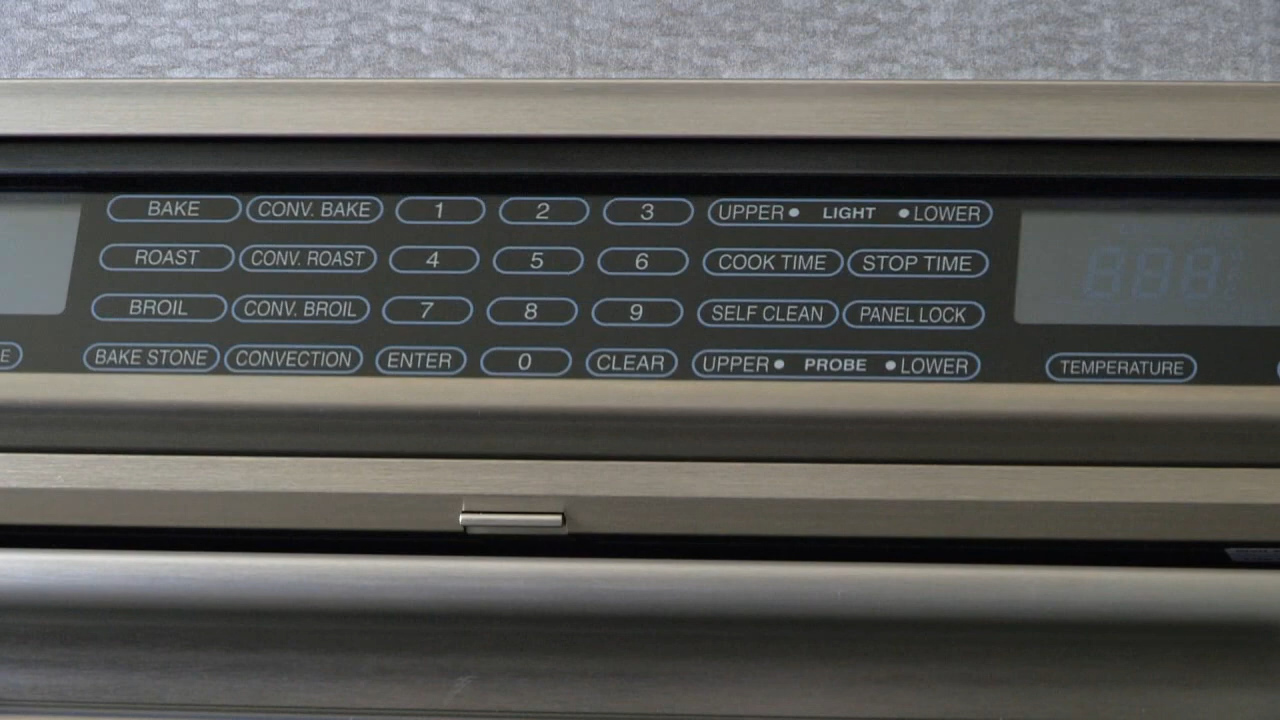 BAKE CONV. BAKE 1 2 3 UPPER LIGHT LOWER
ROAST CONV. ROAST 4 5 6 COOK TIME STOP TIME
BROIL CONV. BROIL 7 8 9 SELF CLEAN PANEL LOCK
E BAKE STONE CONVECTION ENTER 0 CLEAR UPPER PROBE LOWER TEMPERATURE
888